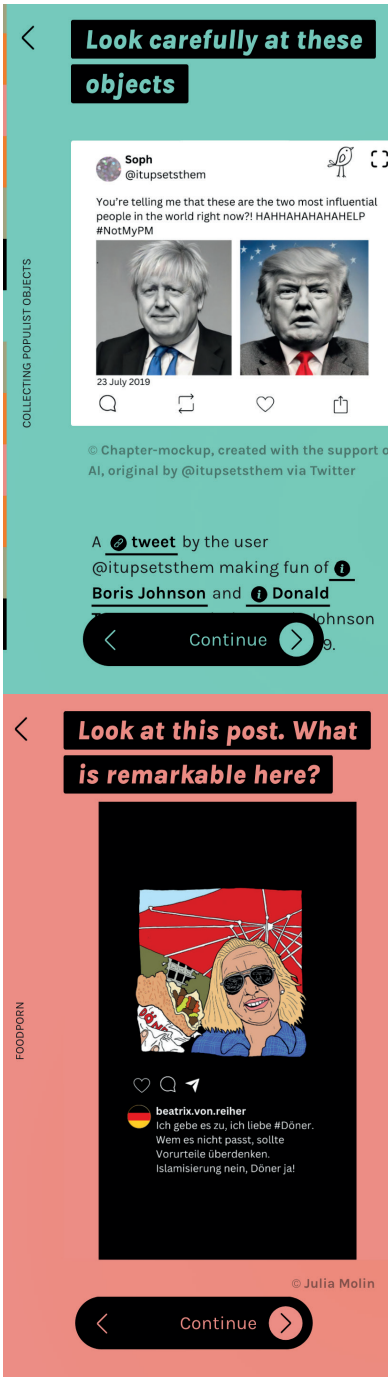 Look carefully at these
objects
COLLECTING POPULIST OBJECTS
Soph
@itupsetsthem
You're telling me that these are the two most influential
people in the world right now?! HAHHAHAHAHAHELP
#NotMyPM
23 July 2019
© Chapter-mockup, created with the support o
AI, original by @itupsetsthem via Twitter
A tweet by the user
@itupsetsthem making fun of
Boris Johnson and Donald
Johnson
Continue
9.
Look at this post. What
is remarkable here?
FOODPORN
beatrix.von.reiher
Ich gebe es zu, ich liebe #Döner.
Wem es nicht passt, sollte
Vorurteile überdenken.
Islamisierung nein, Döner ja!
© Julia Molin
Continue